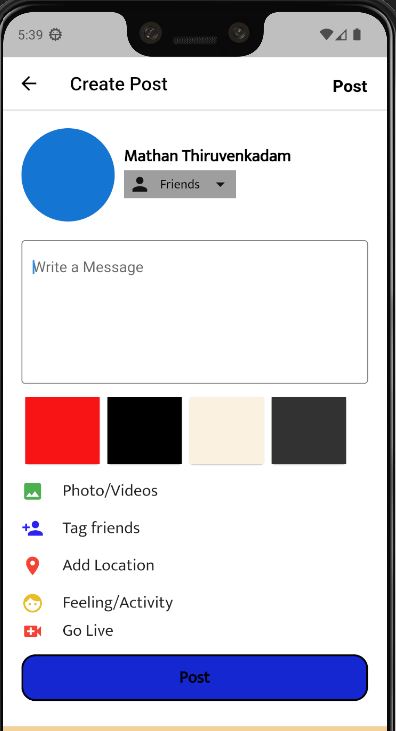 5:39
Create Post
Post
Mathan Thiruvenkadam
Friends
Write a Message
Photo/Videos
Tag friends
Add Location
Feeling/Activity
Go Live
Post